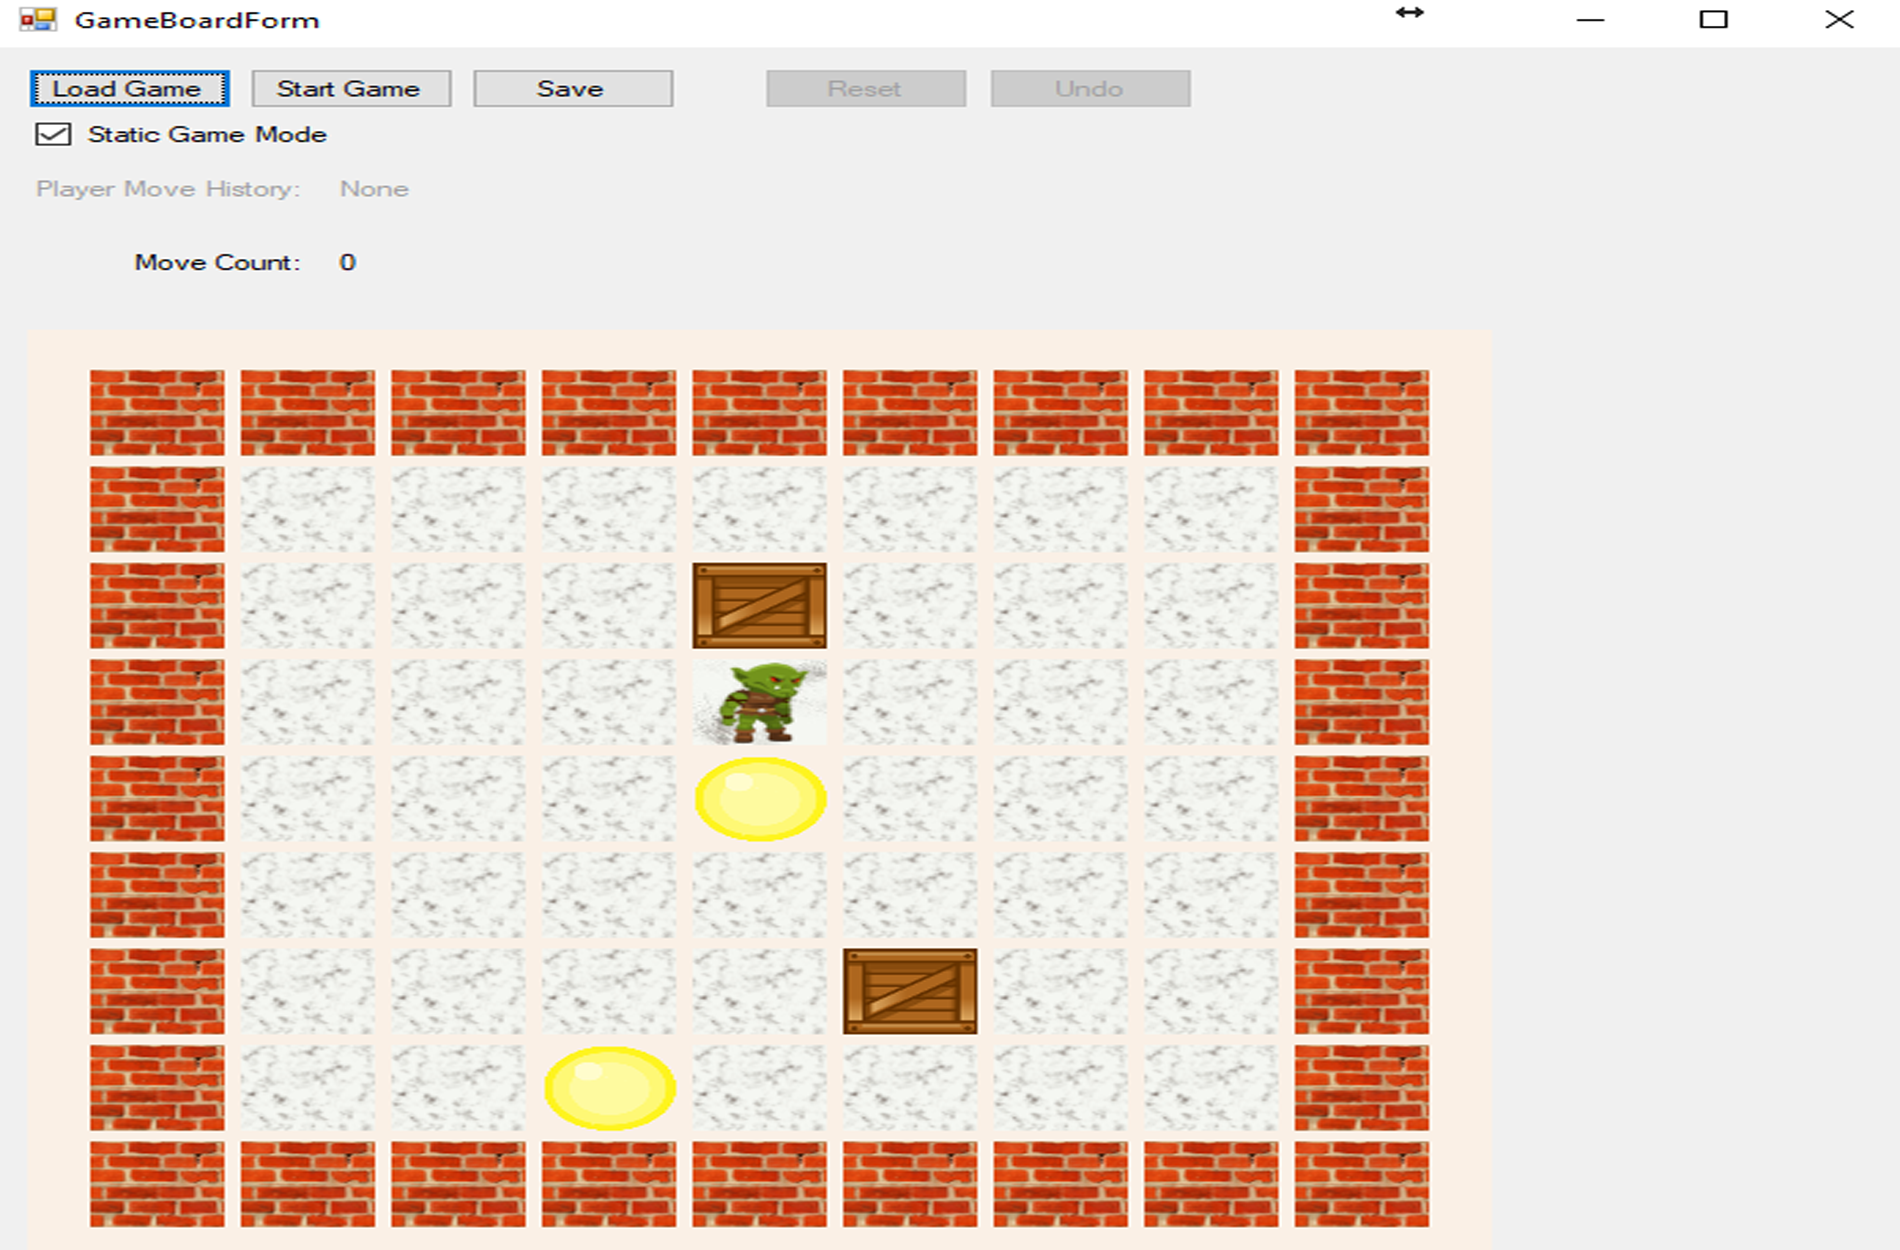 GameBoardForm
Load Game Start Game Save Reset Undo
Static Game Mode
Player Move History: None
Move Count: 0